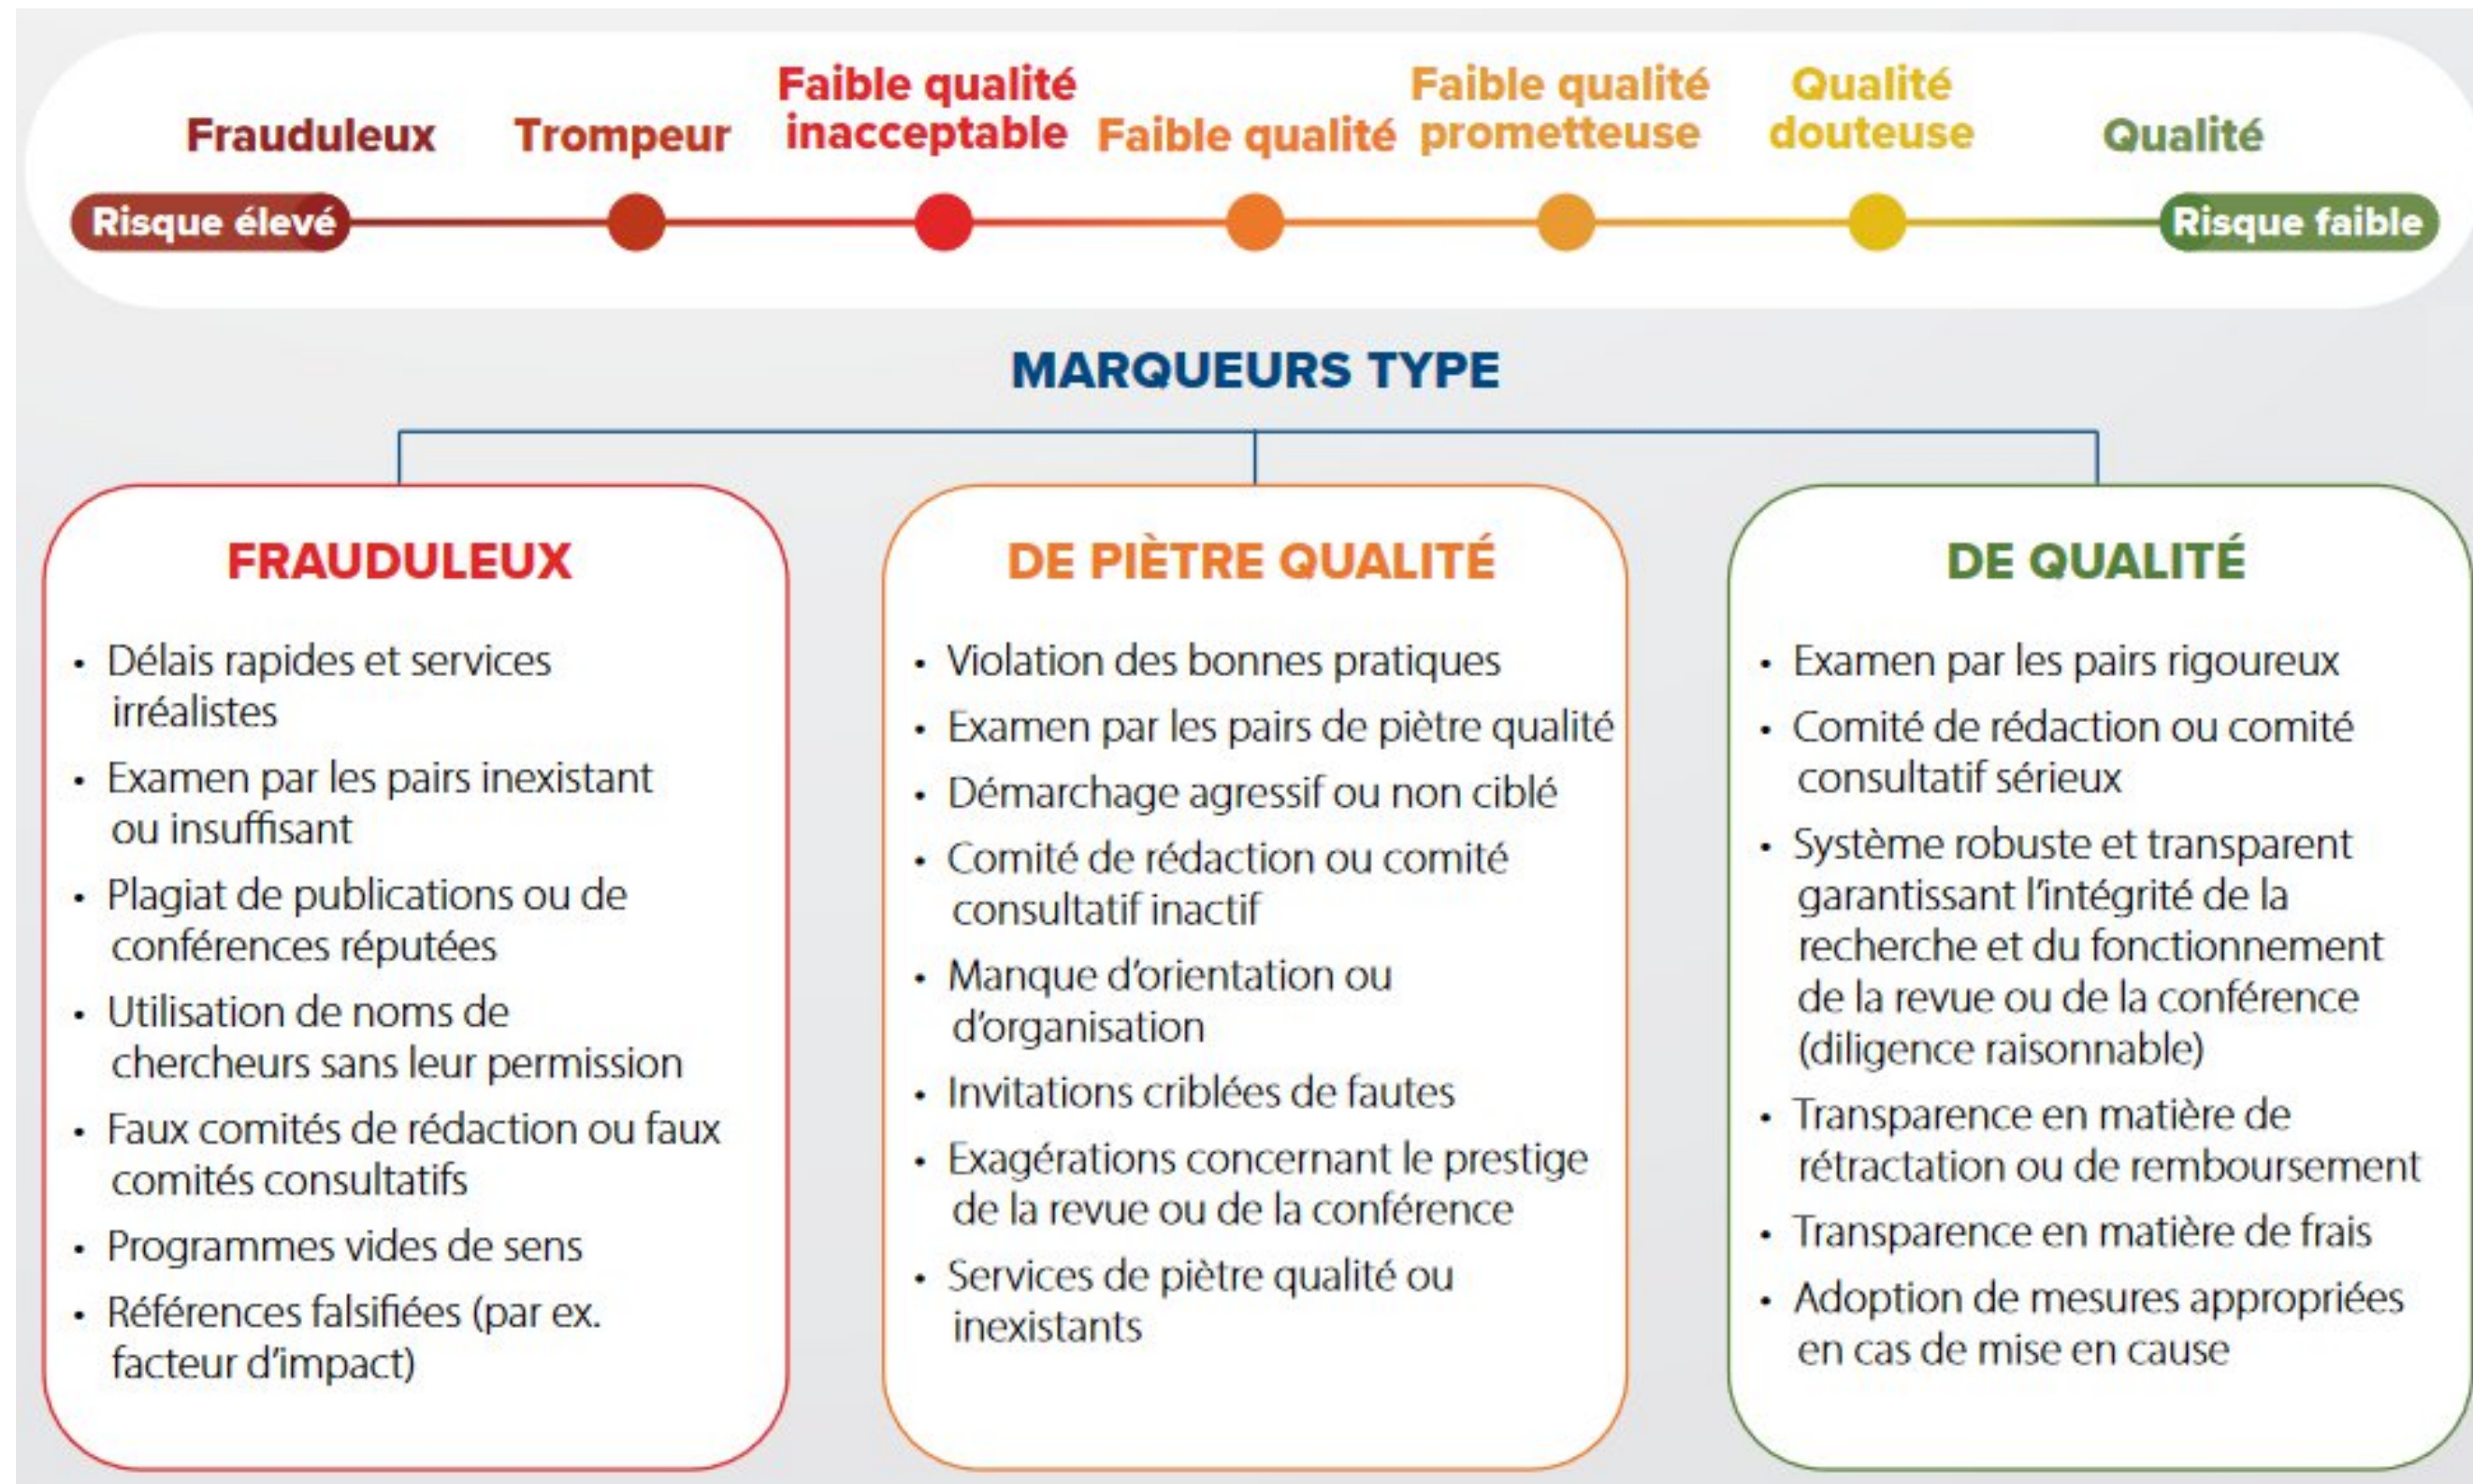 Frauduleux
Trompeur
Faible qualité
inacceptable
Faible qualité
Faible qualité
prometteuse
Qualité
douteuse
Qualité
Risque élevé
Risque faible
MARQUEURS TYPE
FRAUDULEUX
• Délais rapides et services
irréalistes
• Examen par les pairs inexistant
ou insuffisant
• Plagiat de publications ou de
conférences réputées
• Utilisation de noms de
chercheurs sans leur permission
• Faux comités de rédaction ou faux
comités consultatifs
• Programmes vides de sens
• Références falsifiées (par ex.
facteur d'impact)
DE PIÈTRE QUALITÉ
• Violation des bonnes pratiques
• Examen par les pairs de piètre qualité
• Démarchage agressif ou non ciblé
• Comité de rédaction ou comité
consultatif inactif
• Manque d'orientation ou
d'organisation
• Invitations criblées de fautes
• Exagérations concernant le prestige
de la revue ou de la conférence
• Services de piètre qualité ou
inexistants
DE QUALITÉ
• Examen par les pairs rigoureux
• Comité de rédaction ou comité
consultatif sérieux
• Système robuste et transparent
garantissant l'intégrité de la
recherche et du fonctionnement
de la revue ou de la conférence
(diligence raisonnable)
• Transparence en matière de
rétractation ou de remboursement
• Transparence en matière de frais
• Adoption de mesures appropriées
en cas de mise en cause